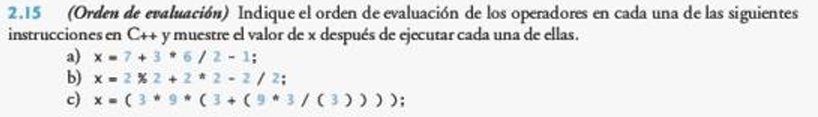 2.15 (Orden de evaluación) Indique el orden de evaluación de los operadores en cada una de las siguientes
instrucciones en C++ y muestre el valor de x después de ejecutar cada una de ellas.
a) x = 7 + 3 * 6 / 2 - 1;
b) x = 2 % 2 + 2 * 2 - 2 / 2;
c) x = ( 3 * 9 * ( 3 + ( 9 * 3 / ( 3 ) ) ) );